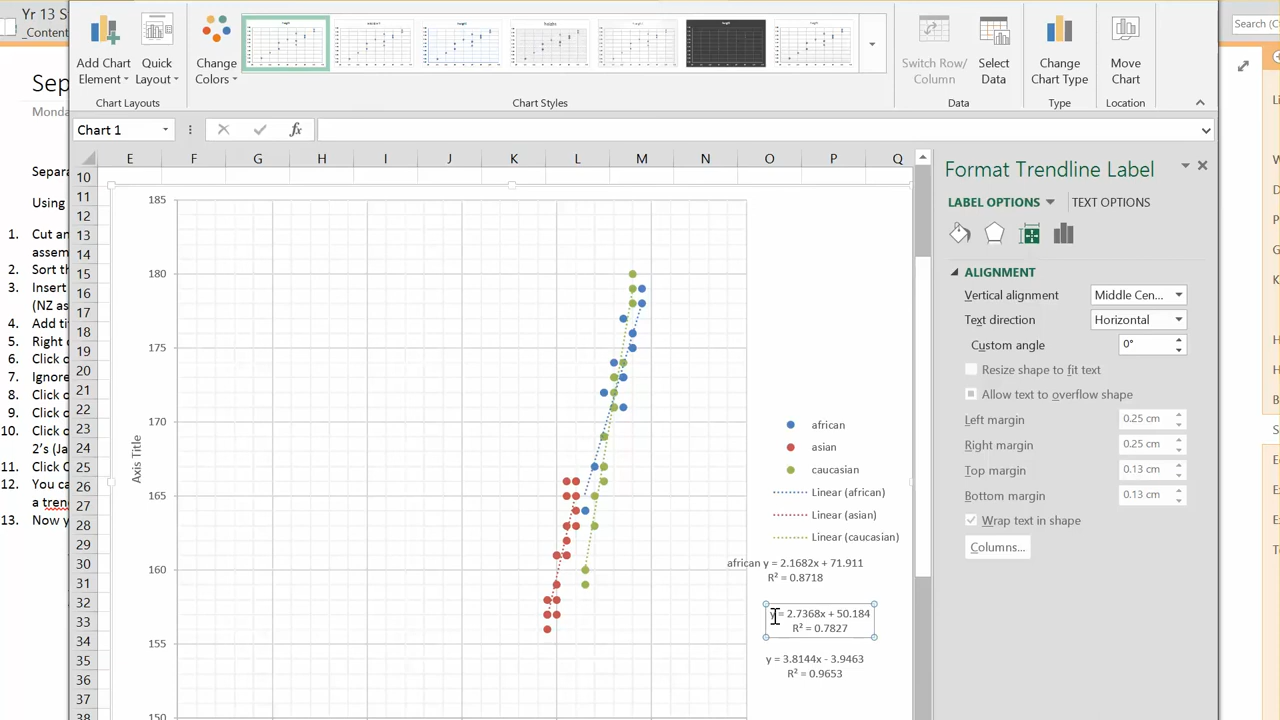 Yr 13 S
Sep
Monda
Separa
Using
1. Cut an
assem
2. Sort th
3. Insert
(NZ as
4. Add tit
5. Right c
6. Click c
7. Ignore
8. Click c
9. Click c
10. Click c
2's (Ja
11. Click C
12. You ca
a tren
13. Now y
Add Chart Element
Quick Layout
Change Colors
Switch Row/ Column
Select Data
Change Chart Type
Move Chart
Chart Layouts
Chart Styles
Data
Type
Location
Search (C
Chart 1
fx
E F G H I J K L M N O P Q
10
11
12
13
14
15
16
17
18
19
20
21
22
23
24
25
26
27
28
29
30
31
32
33
34
35
36
37
38
185
180
175
170
165
160
155
150
Axis Title
african
asian
caucasian
Linear (african)
Linear (asian)
Linear (caucasian)
african y = 2.1682x + 71.911
R² = 0.8718
y = 2.7368x + 50.184
R² = 0.7827
y = 3.8144x - 3.9463
R² = 0.9653
Format Trendline Label
LABEL OPTIONS TEXT OPTIONS
ALIGNMENT
Vertical alignment Middle Cen...
Text direction Horizontal
Custom angle 0°
Resize shape to fit text
Allow text to overflow shape
Left margin 0.25 cm
Right margin 0.25 cm
Top margin 0.13 cm
Bottom margin 0.13 cm
Wrap text in shape
Columns...